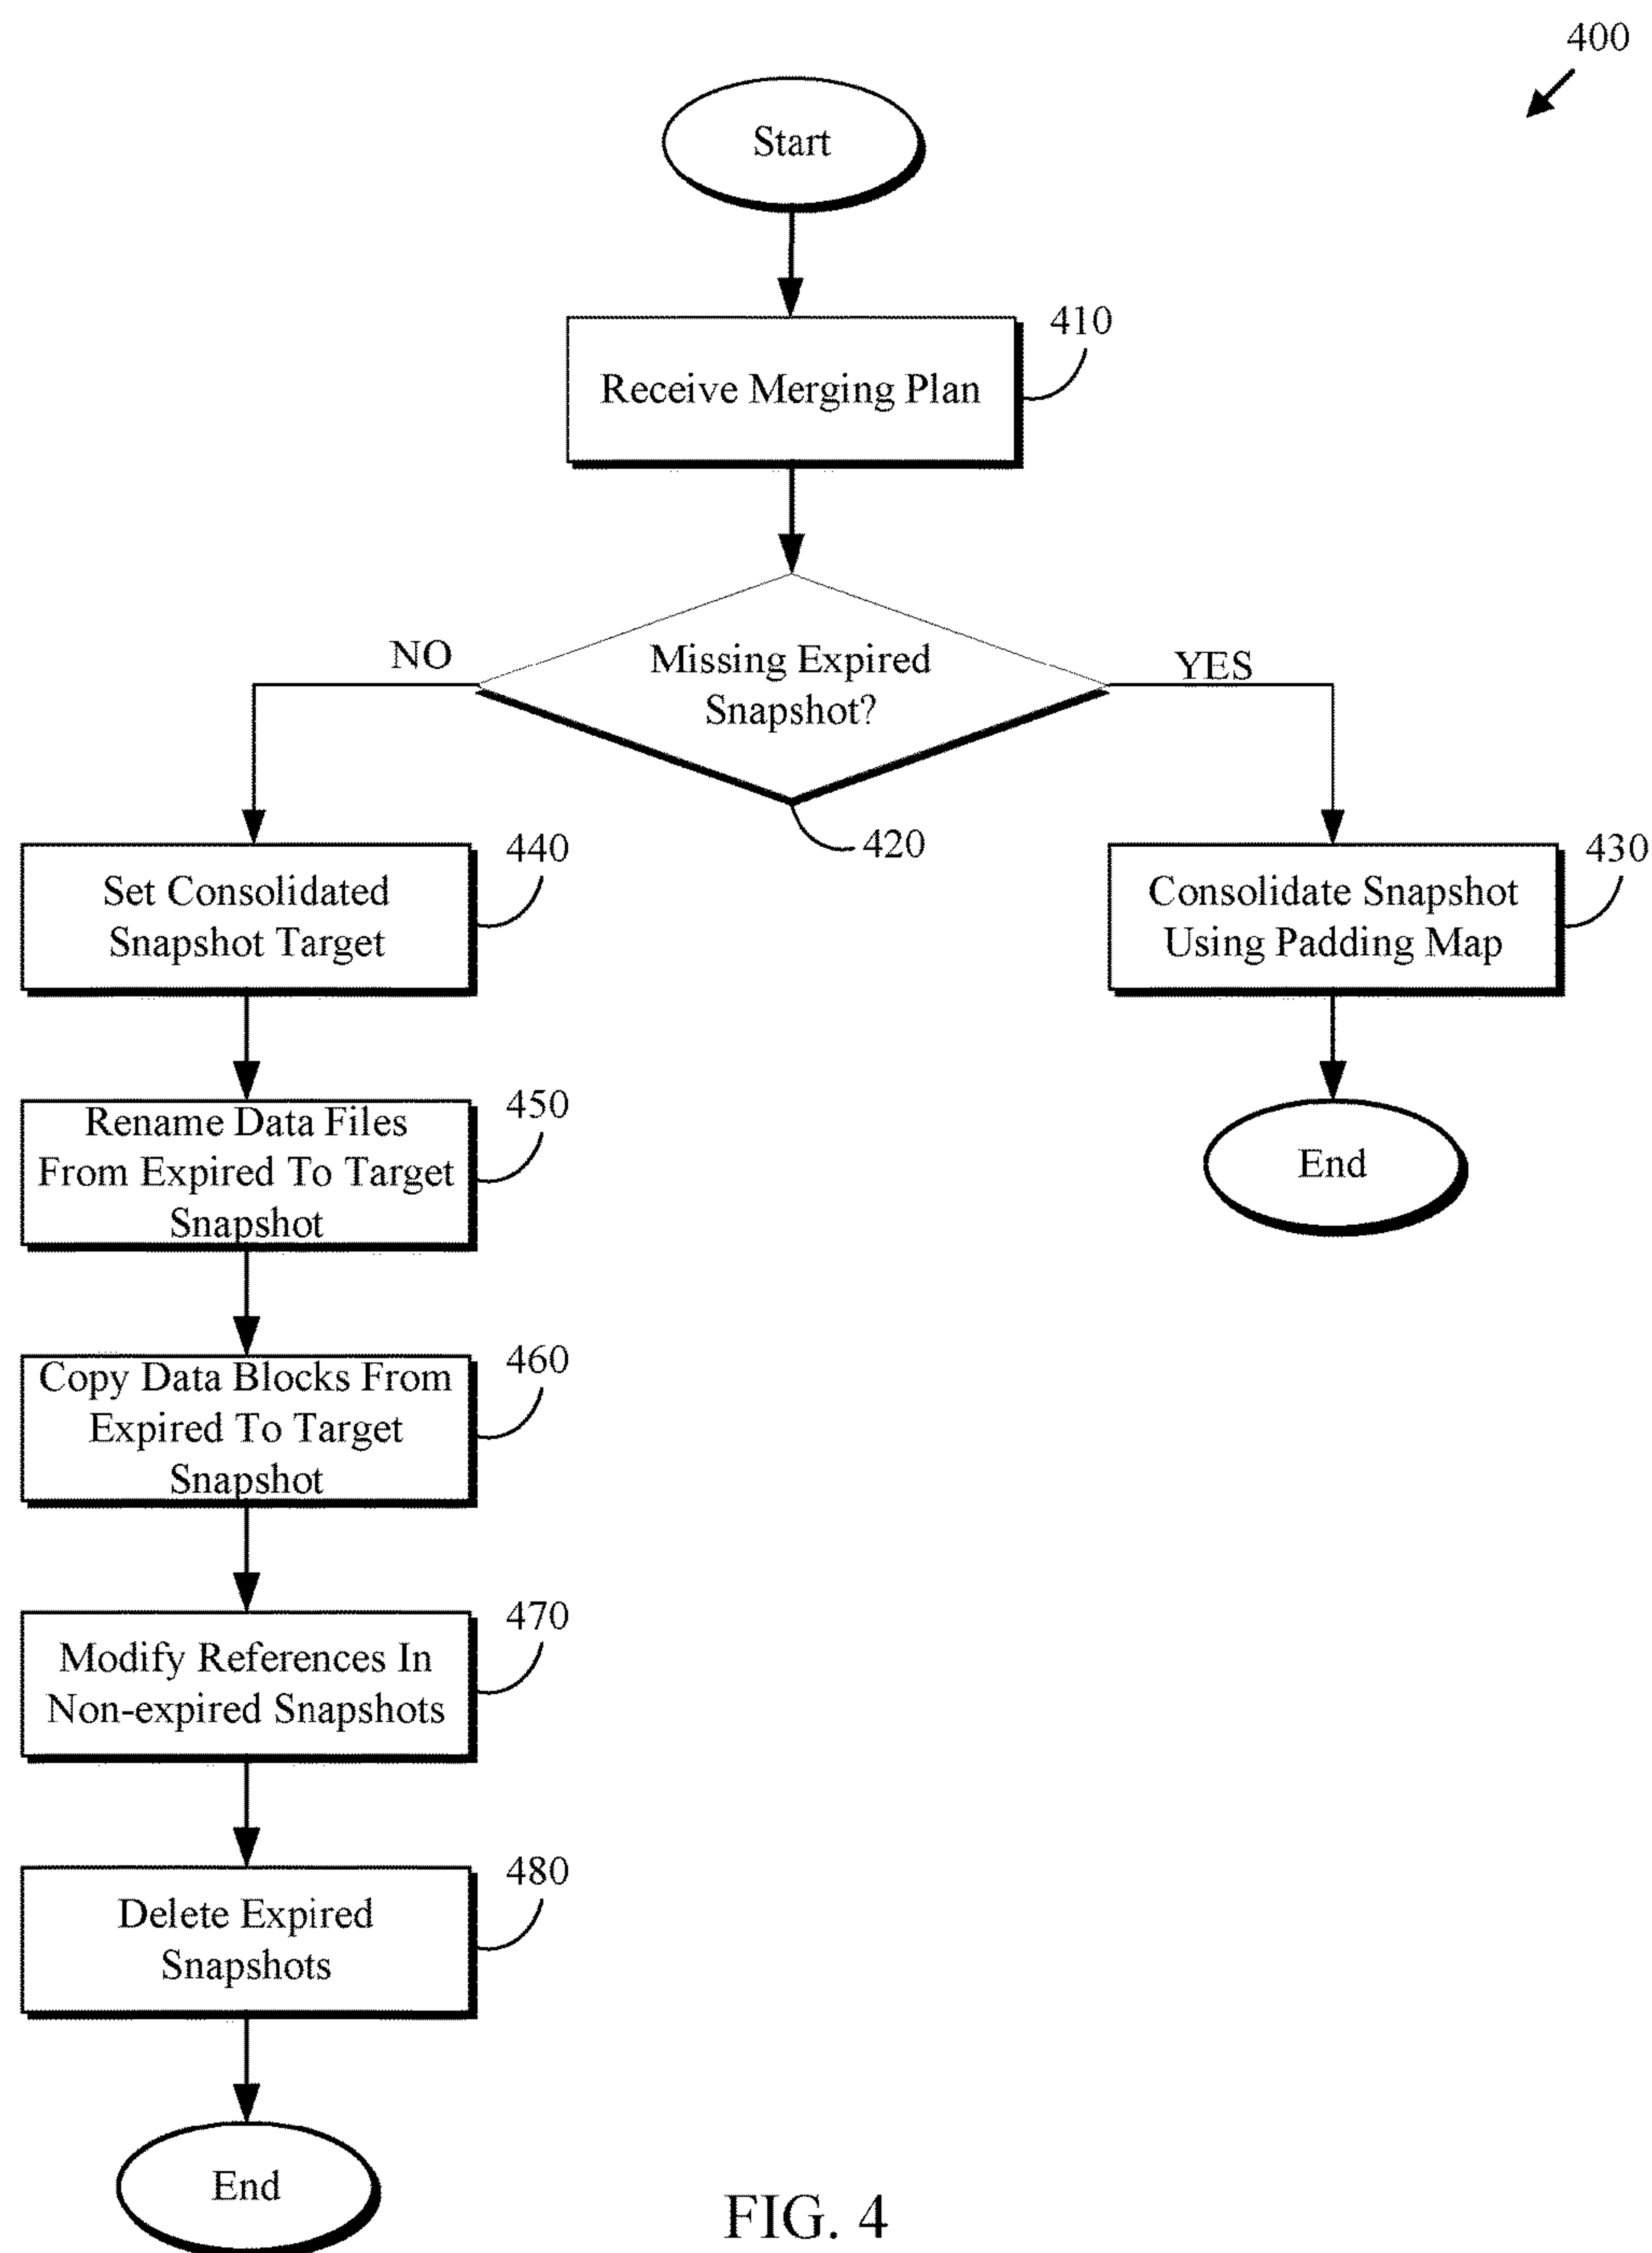 400
Start
410
Receive Merging Plan
NO
Missing Expired
Snapshot?
YES
420
440
Set Consolidated
Snapshot Target
430
Consolidate Snapshot
Using Padding Map
450
Rename Data Files
From Expired To Target
Snapshot
End
460
Copy Data Blocks From
Expired To Target
Snapshot
470
Modify References In
Non-expired Snapshots
480
Delete Expired
Snapshots
End
FIG. 4